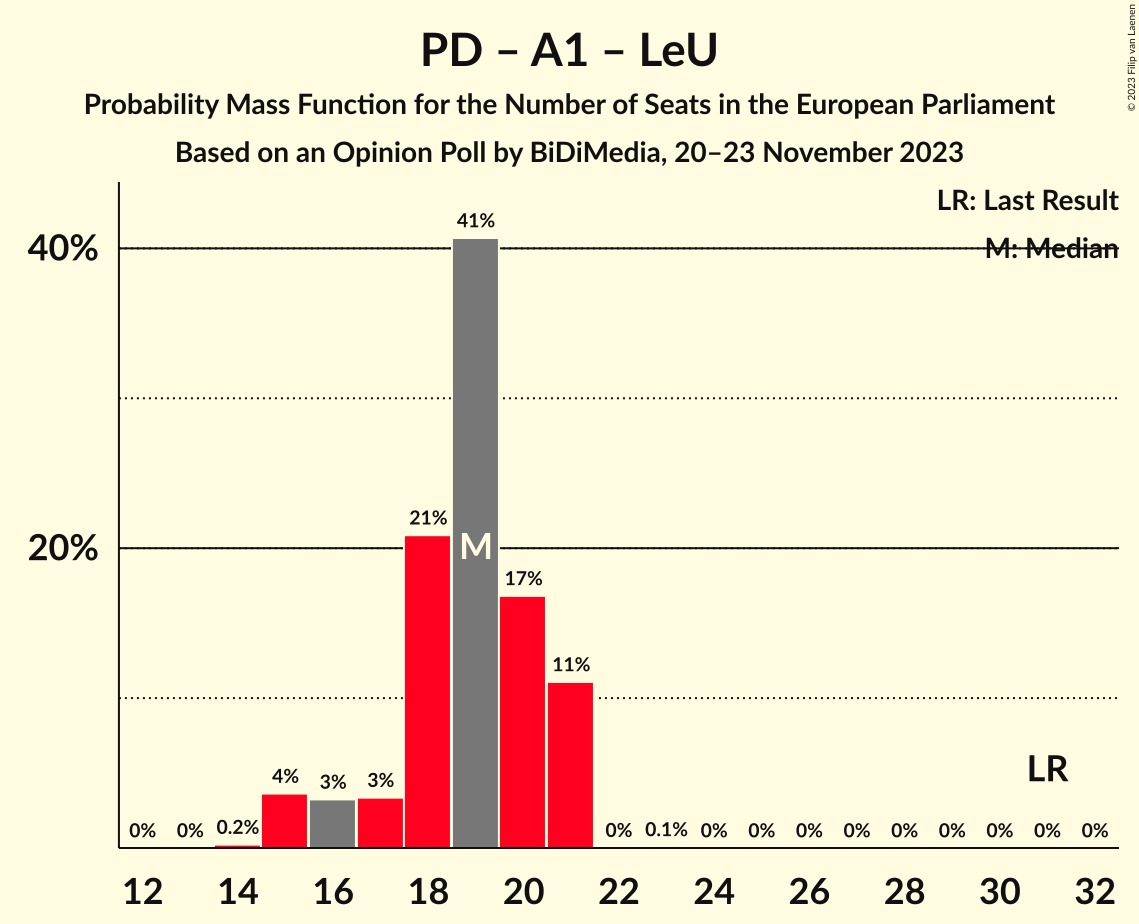 © 2023 Filip van Laenen
PD – A1 – LeU
Probability Mass Function for the Number of Seats in the European Parliament
Based on an Opinion Poll by BiDiMedia, 20–23 November 2023
LR: Last Result
M: Median
40%
20%
41%
21%
M
17%
11%
4%
3%
3%
LR
0%
0%
0.2%
0%
0.1%
0%
0%
0%
0%
0%
0%
0%
0%
0%
12 14 16 18 20 22 24 26 28 30 32